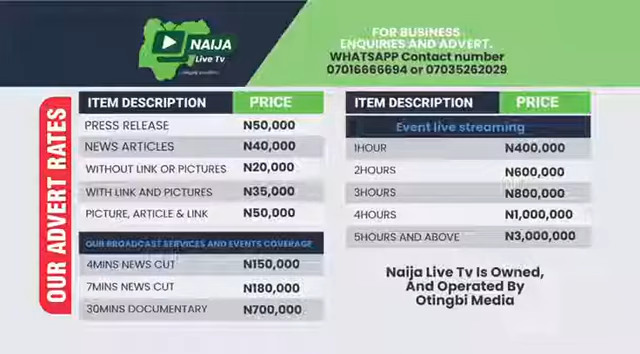 NAIJA
Live Tv
FOR BUSINESS
ENQUIRIES AND ADVERT.
WHATSAPP Contact number
07016666694 or 07035262029
OUR ADVERT RATES
ITEM DESCRIPTION PRICE
PRESS RELEASE N50,000
NEWS ARTICLES N40,000
WITHOUT LINK OR PICTURES N20,000
WITH LINK AND PICTURES N35,000
PICTURE, ARTICLE & LINK N50,000
OUR BROADCAST SERVICES AND EVENTS COVERAGE
4MINS NEWS CUT N150,000
7MINS NEWS CUT N180,000
30MINS DOCUMENTARY N700,000
ITEM DESCRIPTION PRICE
Event live streaming
1HOUR N400,000
2HOURS N600,000
3HOURS N800,000
4HOURS N1,000,000
5HOURS AND ABOVE N3,000,000
Naija Live Tv Is Owned,
And Operated By
Otingbi Media